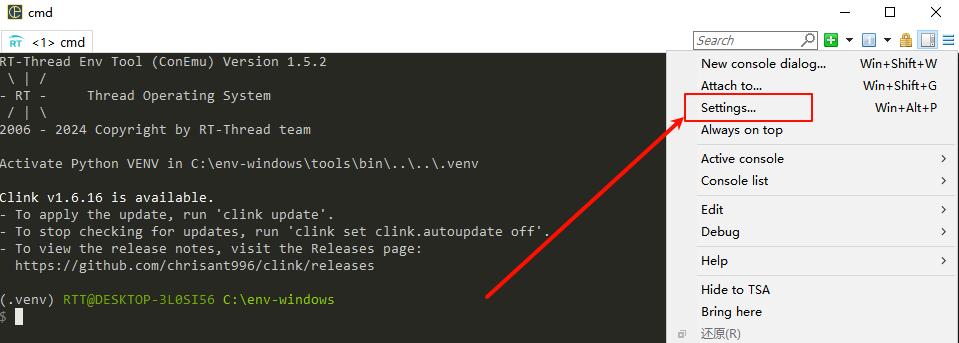 cmd
RT <1> cmd
Search
RT-Thread Env Tool (ConEmu) Version 1.5.2
\ | /
- RT -     Thread Operating System
/ | \
2006 - 2024 Copyright by RT-Thread team
Activate Python VENV in C:\env-windows\tools\bin\..\..\.venv
Clink v1.6.16 is available.
- To apply the update, run 'clink update'.
- To stop checking for updates, run 'clink set clink.autoupdate off'.
- To view the release notes, visit the Releases page:
https://github.com/chrisant996/clink/releases
(.venv) RTT@DESKTOP-3L0SI56 C:\env-windows
$
New console dialog... Win+Shift+W
Attach to... Win+Shift+G
Settings... Win+Alt+P
Always on top
Active console
Console list
Edit
Debug
Help
Hide to TSA
Bring here
还原(R)